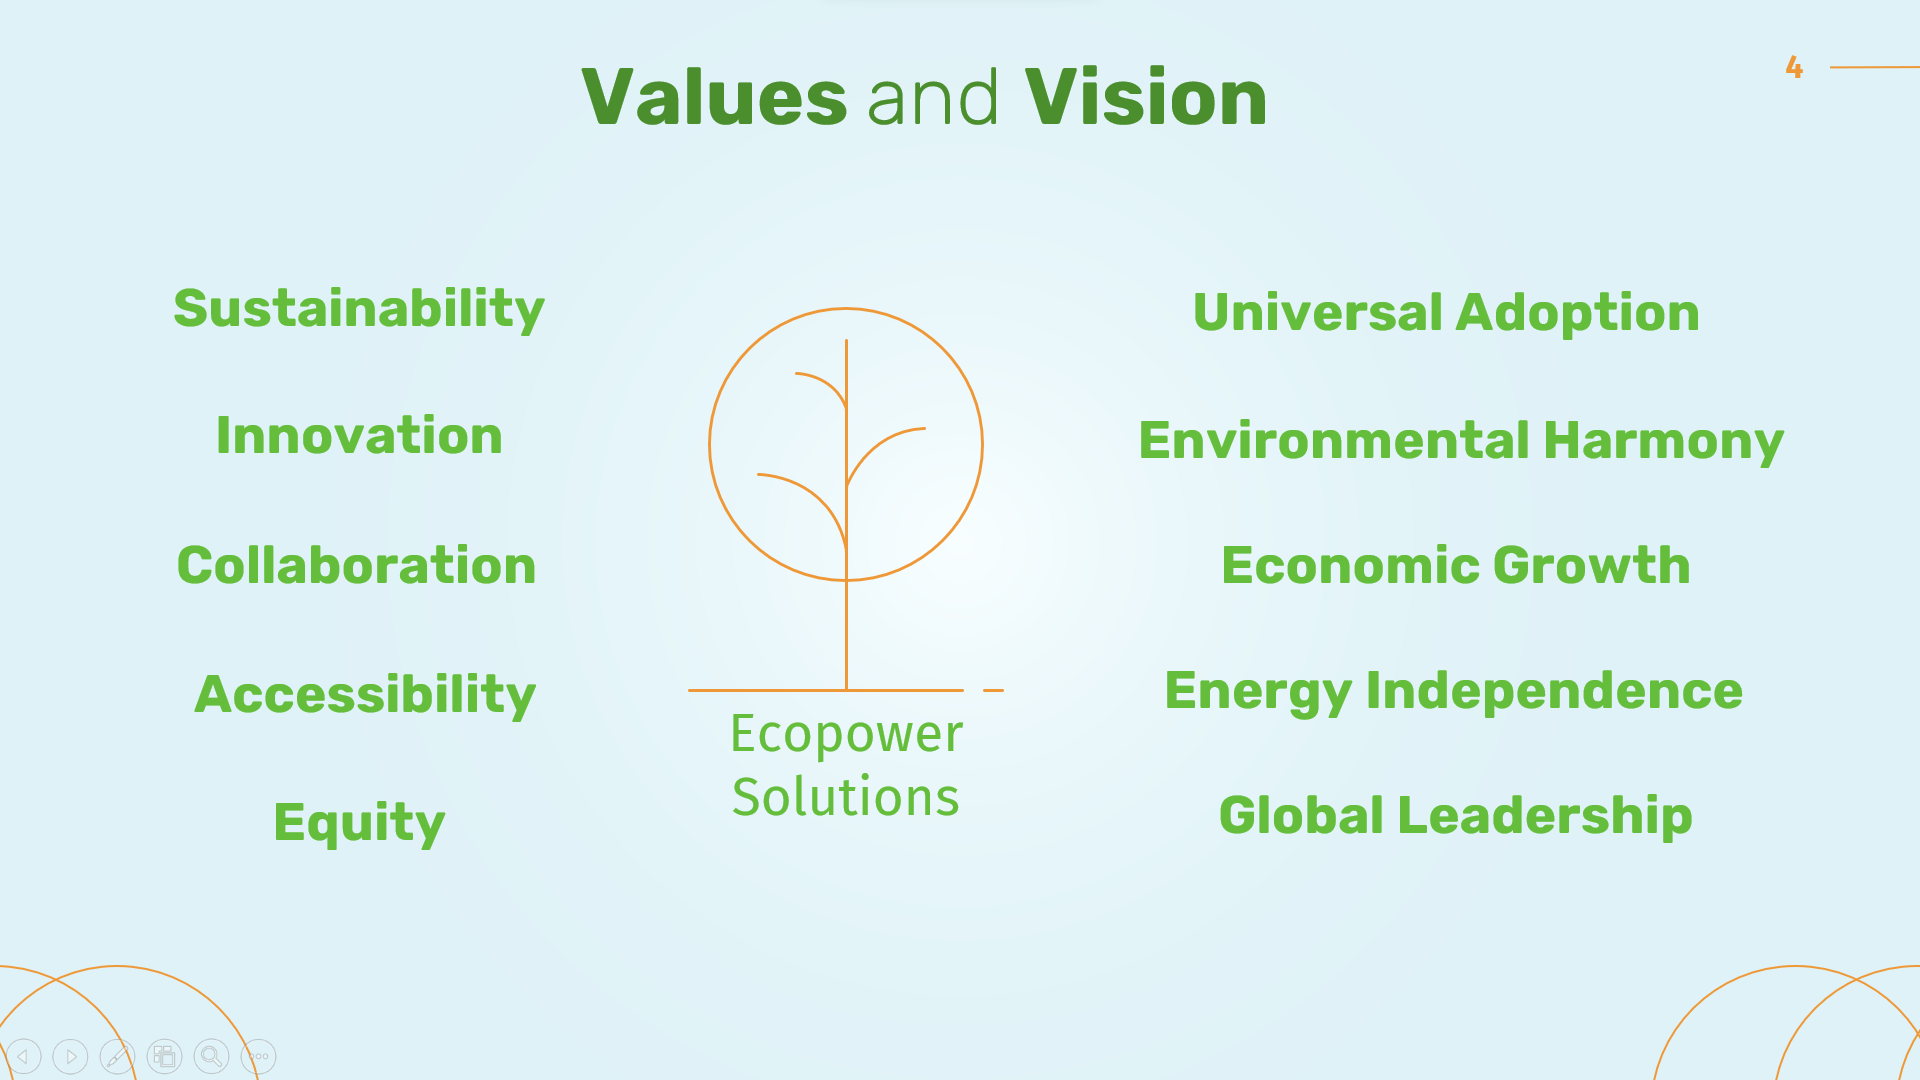 Values and Vision
4
Sustainability
Innovation
Collaboration
Accessibility
Equity
Ecopower
Solutions
Universal Adoption
Environmental Harmony
Economic Growth
Energy Independence
Global Leadership